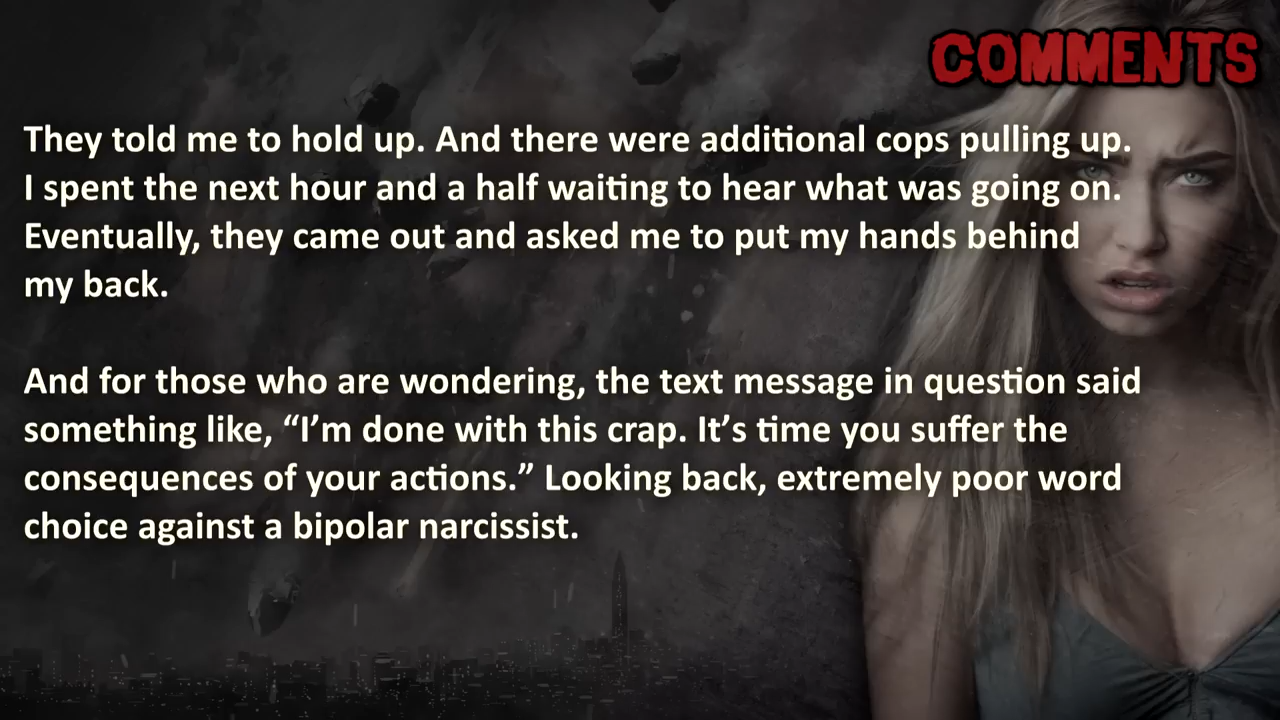 COMMENTS
They told me to hold up. And there were additional cops pulling up.
I spent the next hour and a half waiting to hear what was going on.
Eventually, they came out and asked me to put my hands behind
my back.
And for those who are wondering, the text message in question said
something like, “I’m done with this crap. It’s time you suffer the
consequences of your actions.” Looking back, extremely poor word
choice against a bipolar narcissist.